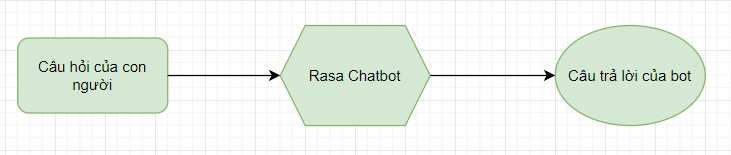 Câu hỏi của con
người
Rasa Chatbot
Câu trả lời của bot